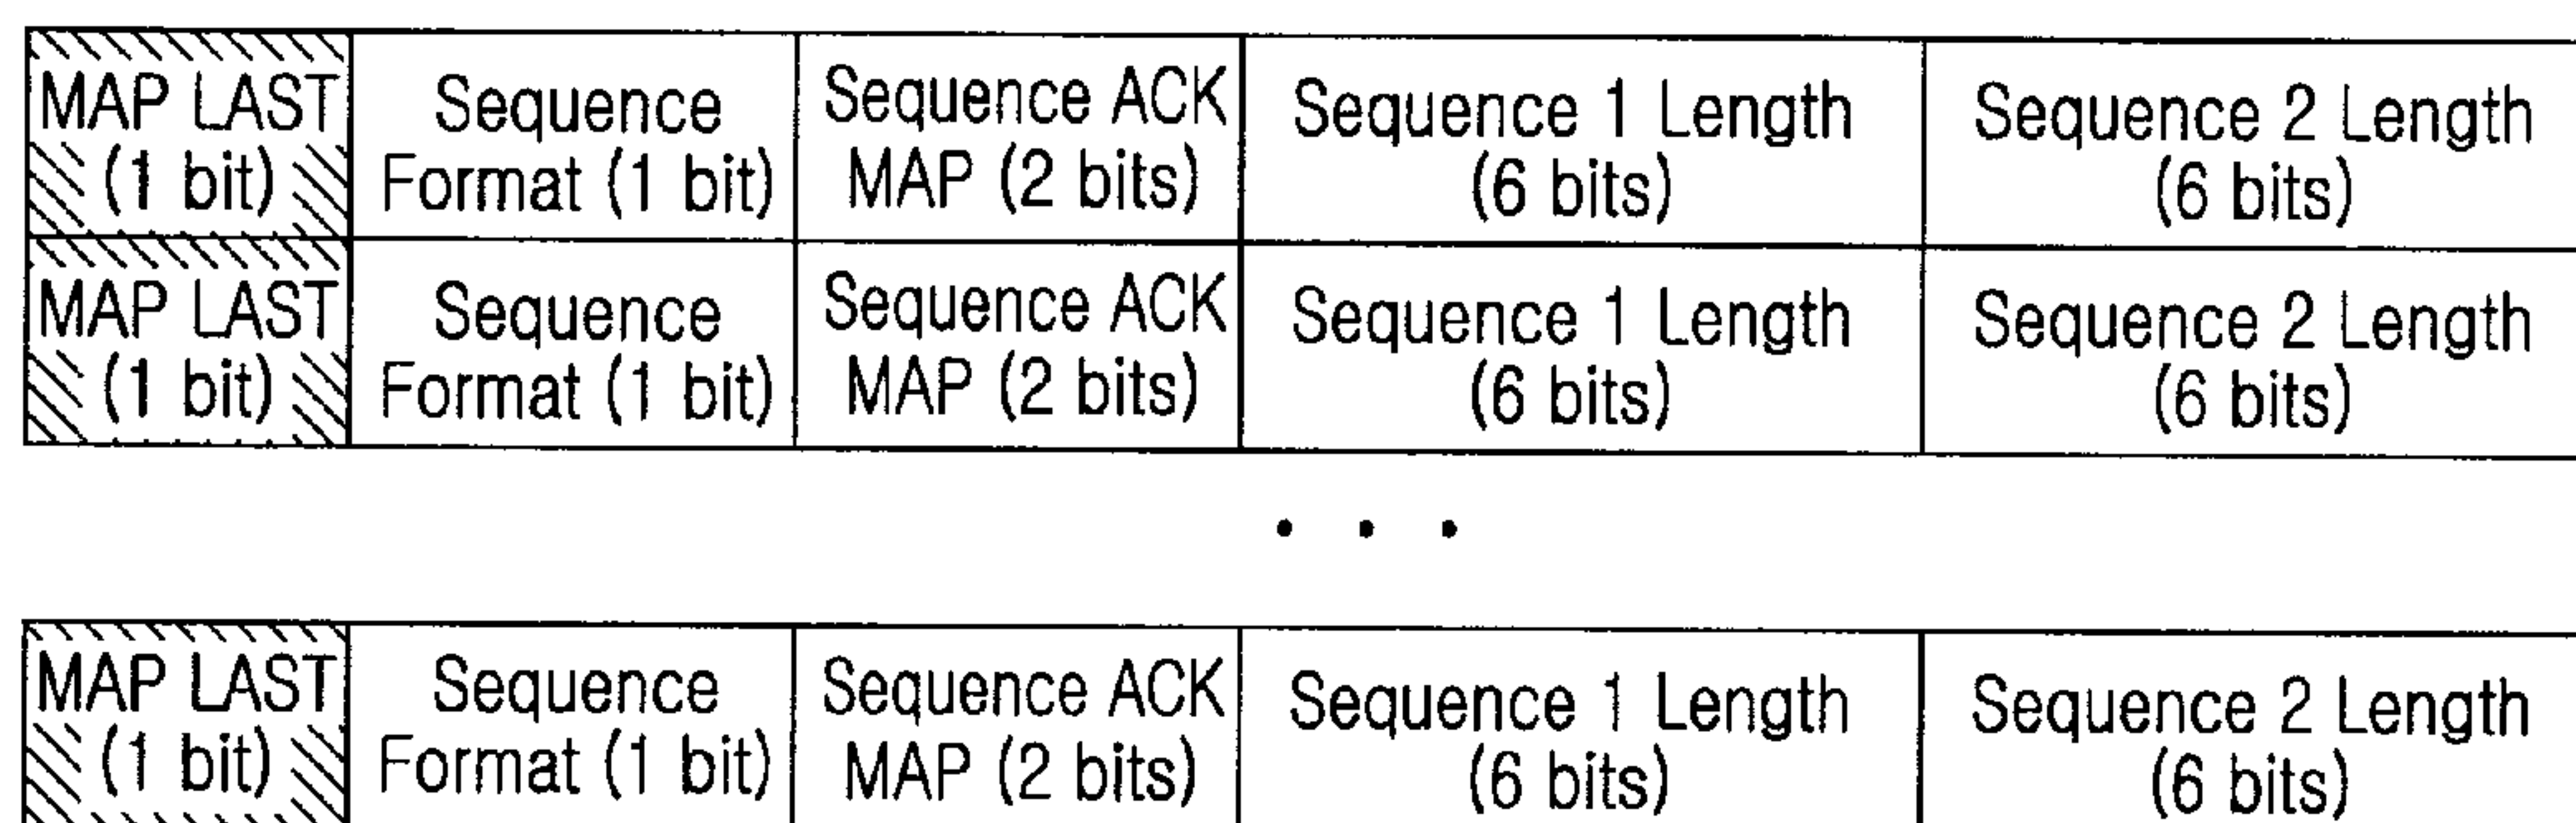 MAP LAST
(1 bit)
Sequence
Format (1 bit)
Sequence ACK
MAP (2 bits)
Sequence 1 Length
(6 bits)
Sequence 2 Length
(6 bits)
MAP LAST
(1 bit)
Sequence
Format (1 bit)
Sequence ACK
MAP (2 bits)
Sequence 1 Length
(6 bits)
Sequence 2 Length
(6 bits)
. . .
MAP LAST
(1 bit)
Sequence
Format (1 bit)
Sequence ACK
MAP (2 bits)
Sequence 1 Length
(6 bits)
Sequence 2 Length
(6 bits)